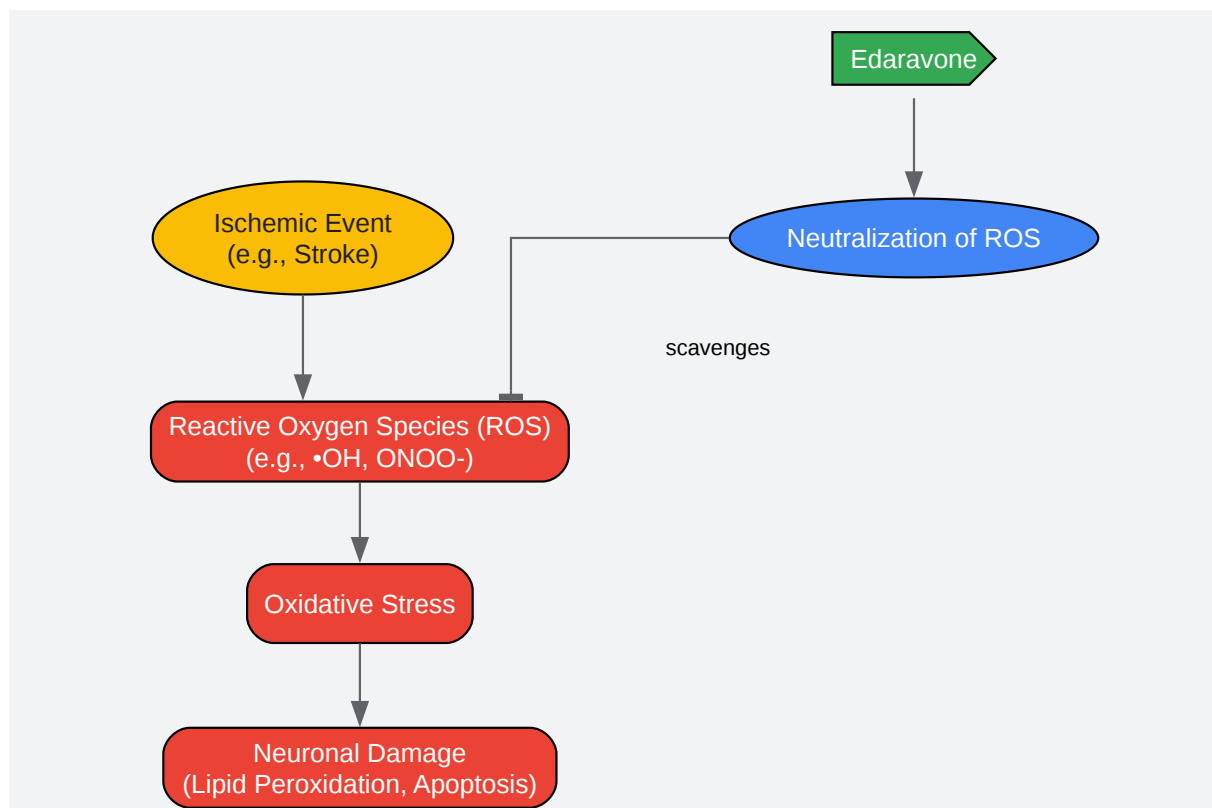 Edaravone
Ischemic Event
(e.g., Stroke)
Neutralization of ROS
scavenges
Reactive Oxygen Species (ROS)
(e.g., •OH, ONOO-)
Oxidative Stress
Neuronal Damage
(Lipid Peroxidation, Apoptosis)